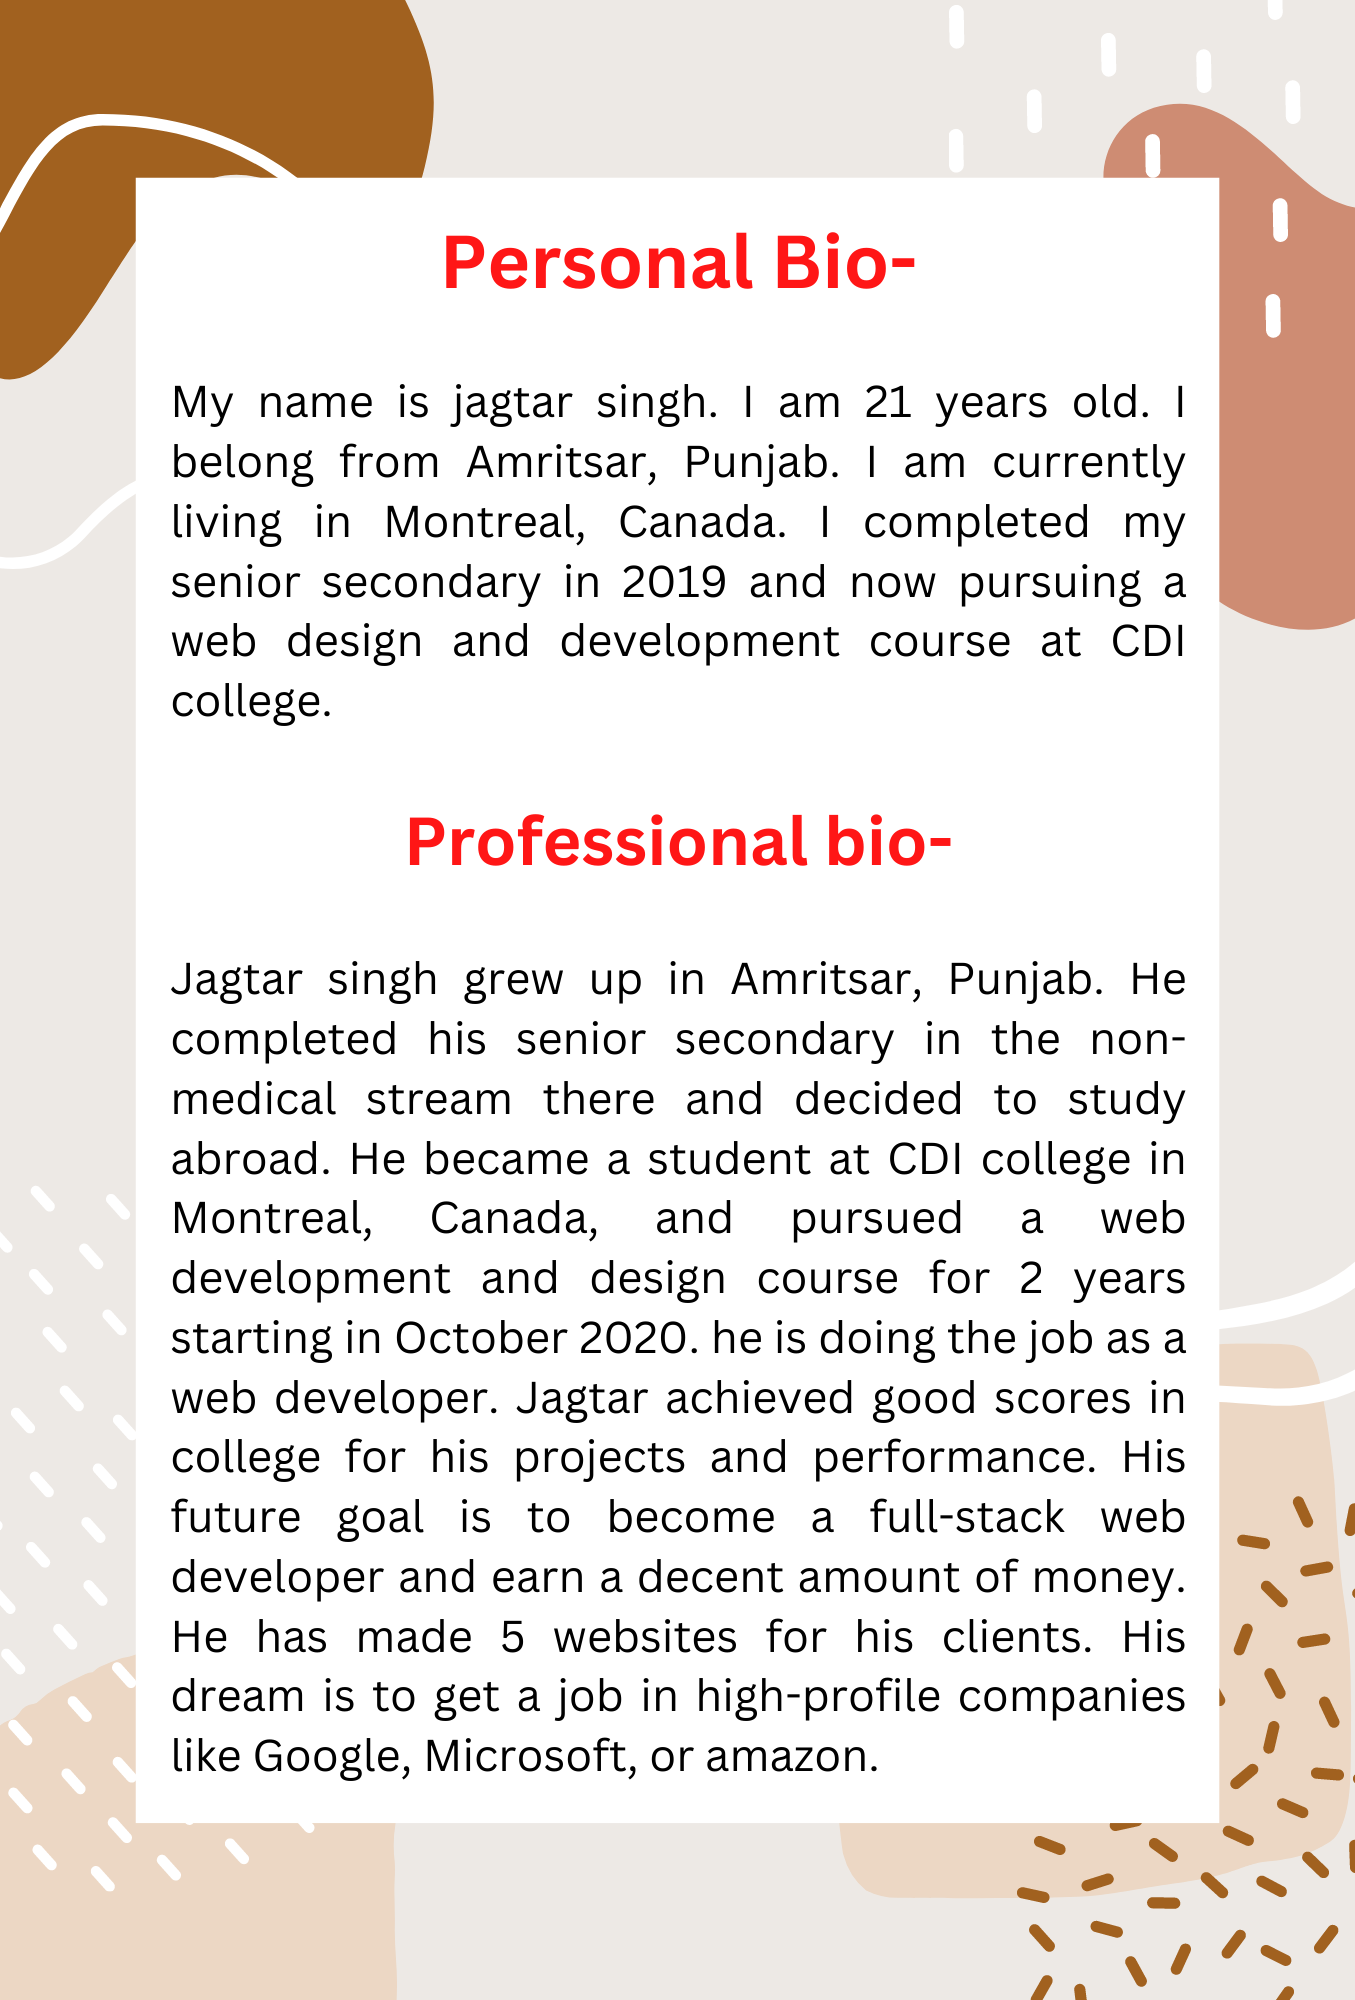 Personal Bio-
My name is jagtar singh. I am 21 years old. I
belong from Amritsar, Punjab. I am currently
living in Montreal, Canada. I completed my
senior secondary in 2019 and now pursuing a
web design and development course at CDI
college.
Professional bio-
Jagtar singh grew up in Amritsar, Punjab. He
completed his senior secondary in the non-
medical stream there and decided to study
abroad. He became a student at CDI college in
Montreal, Canada, and pursued a web
development and design course for 2 years
starting in October 2020. he is doing the job as a
web developer. Jagtar achieved good scores in
college for his projects and performance. His
future goal is to become a full-stack web
developer and earn a decent amount of money.
He has made 5 websites for his clients. His
dream is to get a job in high-profile companies
like Google, Microsoft, or amazon.